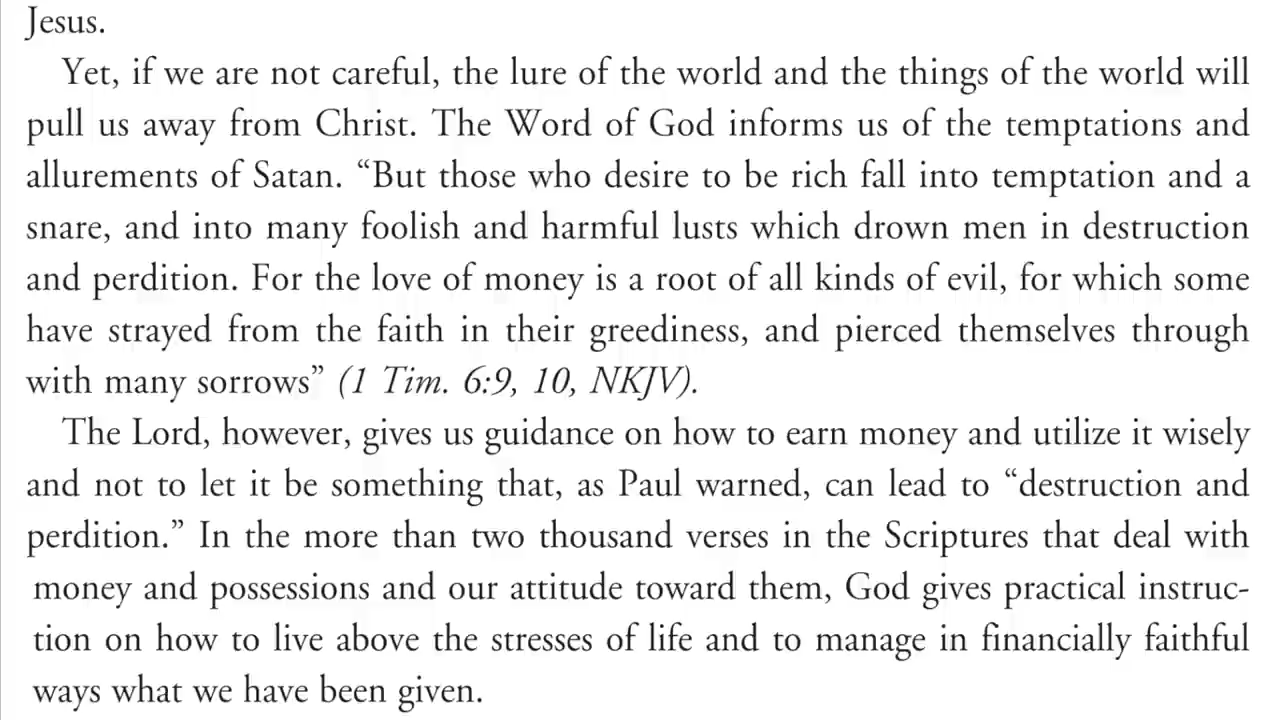 Jesus.
Yet, if we are not careful, the lure of the world and the things of the world will
pull us away from Christ. The Word of God informs us of the temptations and
allurements of Satan. “But those who desire to be rich fall into temptation and a
snare, and into many foolish and harmful lusts which drown men in destruction
and perdition. For the love of money is a root of all kinds of evil, for which some
have strayed from the faith in their greediness, and pierced themselves through
with many sorrows” (1 Tim. 6:9, 10, NKJV).
The Lord, however, gives us guidance on how to earn money and utilize it wisely
and not to let it be something that, as Paul warned, can lead to “destruction and
perdition.” In the more than two thousand verses in the Scriptures that deal with
money and possessions and our attitude toward them, God gives practical instruc-
tion on how to live above the stresses of life and to manage in financially faithful
ways what we have been given.